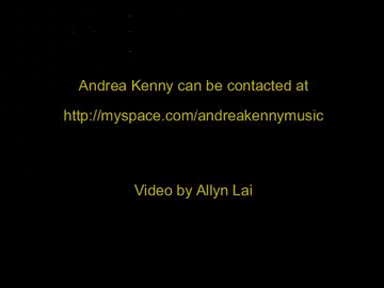 Andrea Kenny can be contacted at
http://myspace.com/andreakennymusic
Video by Allyn Lai